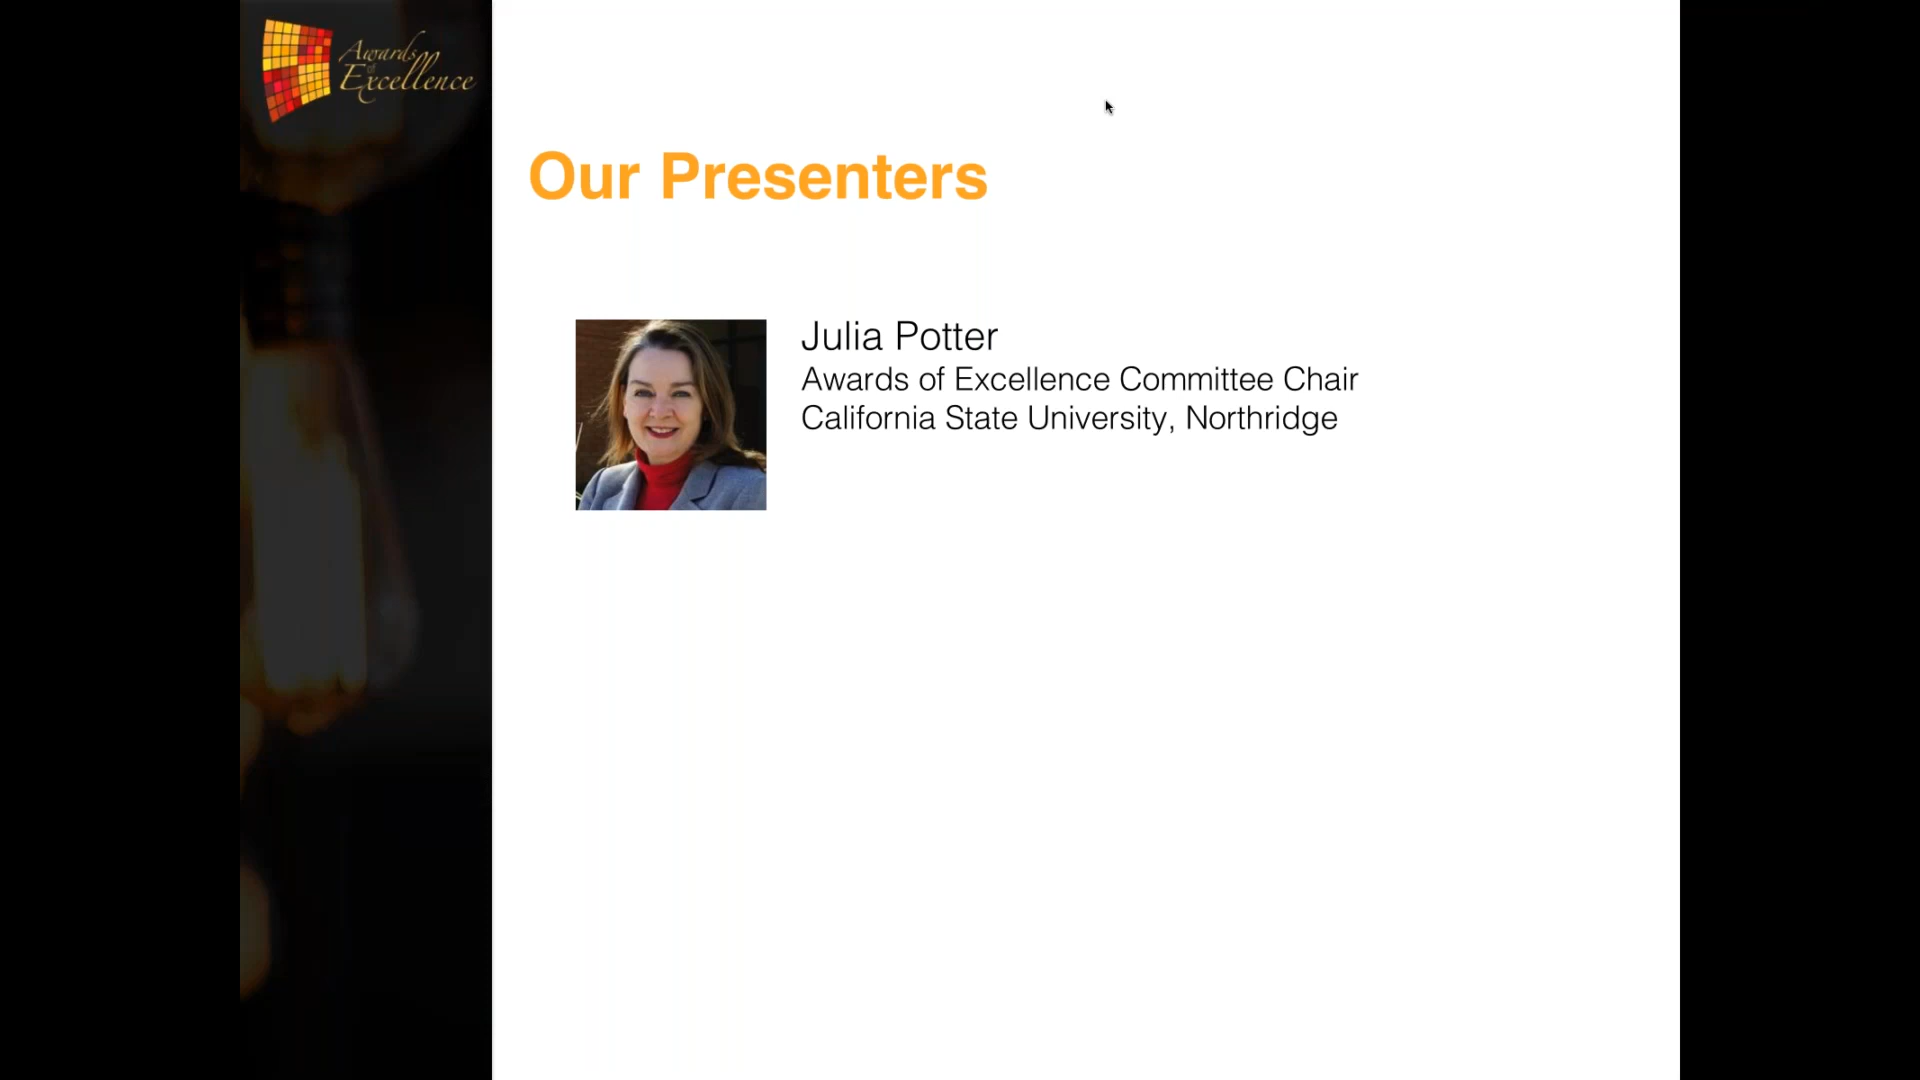 Awards
of
Excellence
Our Presenters
Julia Potter
Awards of Excellence Committee Chair
California State University, Northridge